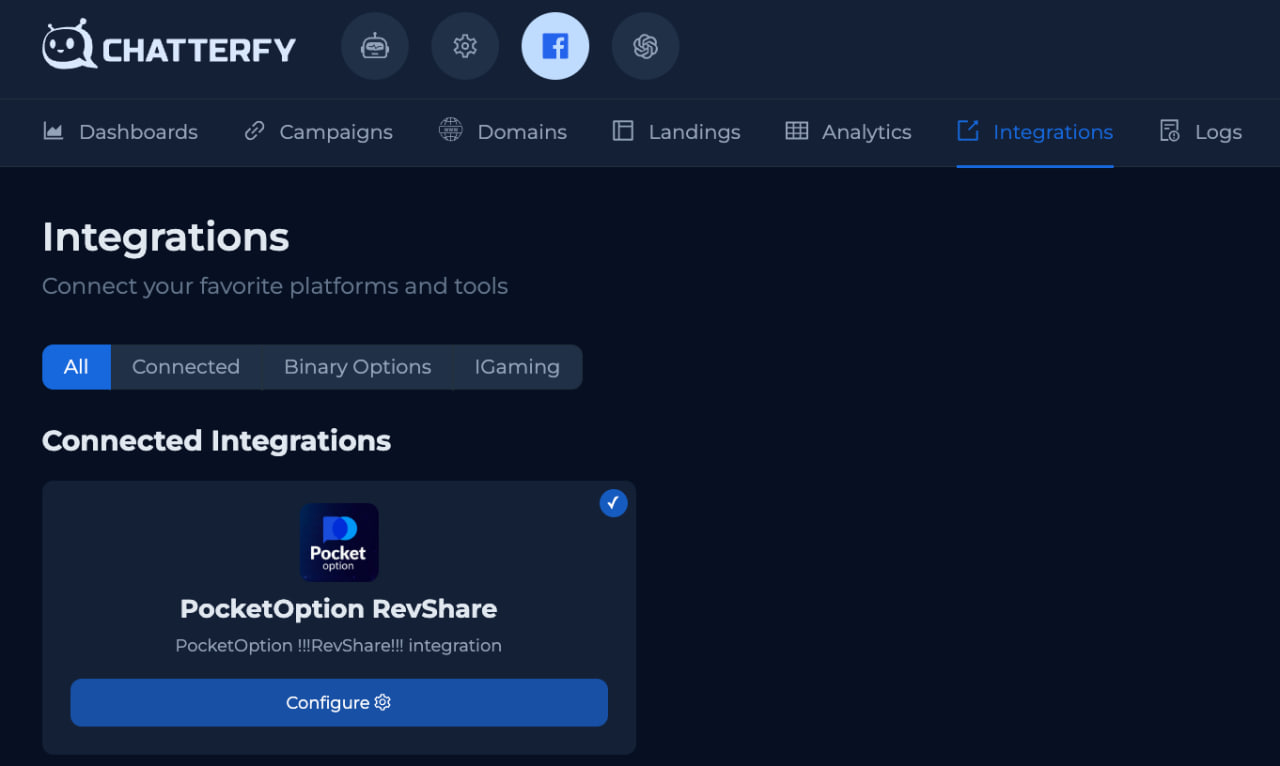 CHATTERFY
Dashboards Campaigns Domains Landings Analytics Integrations Logs
Integrations
Connect your favorite platforms and tools
All Connected Binary Options IGaming
Connected Integrations
Pocket
option
PocketOption RevShare
PocketOption !!!RevShare!!! integration
Configure